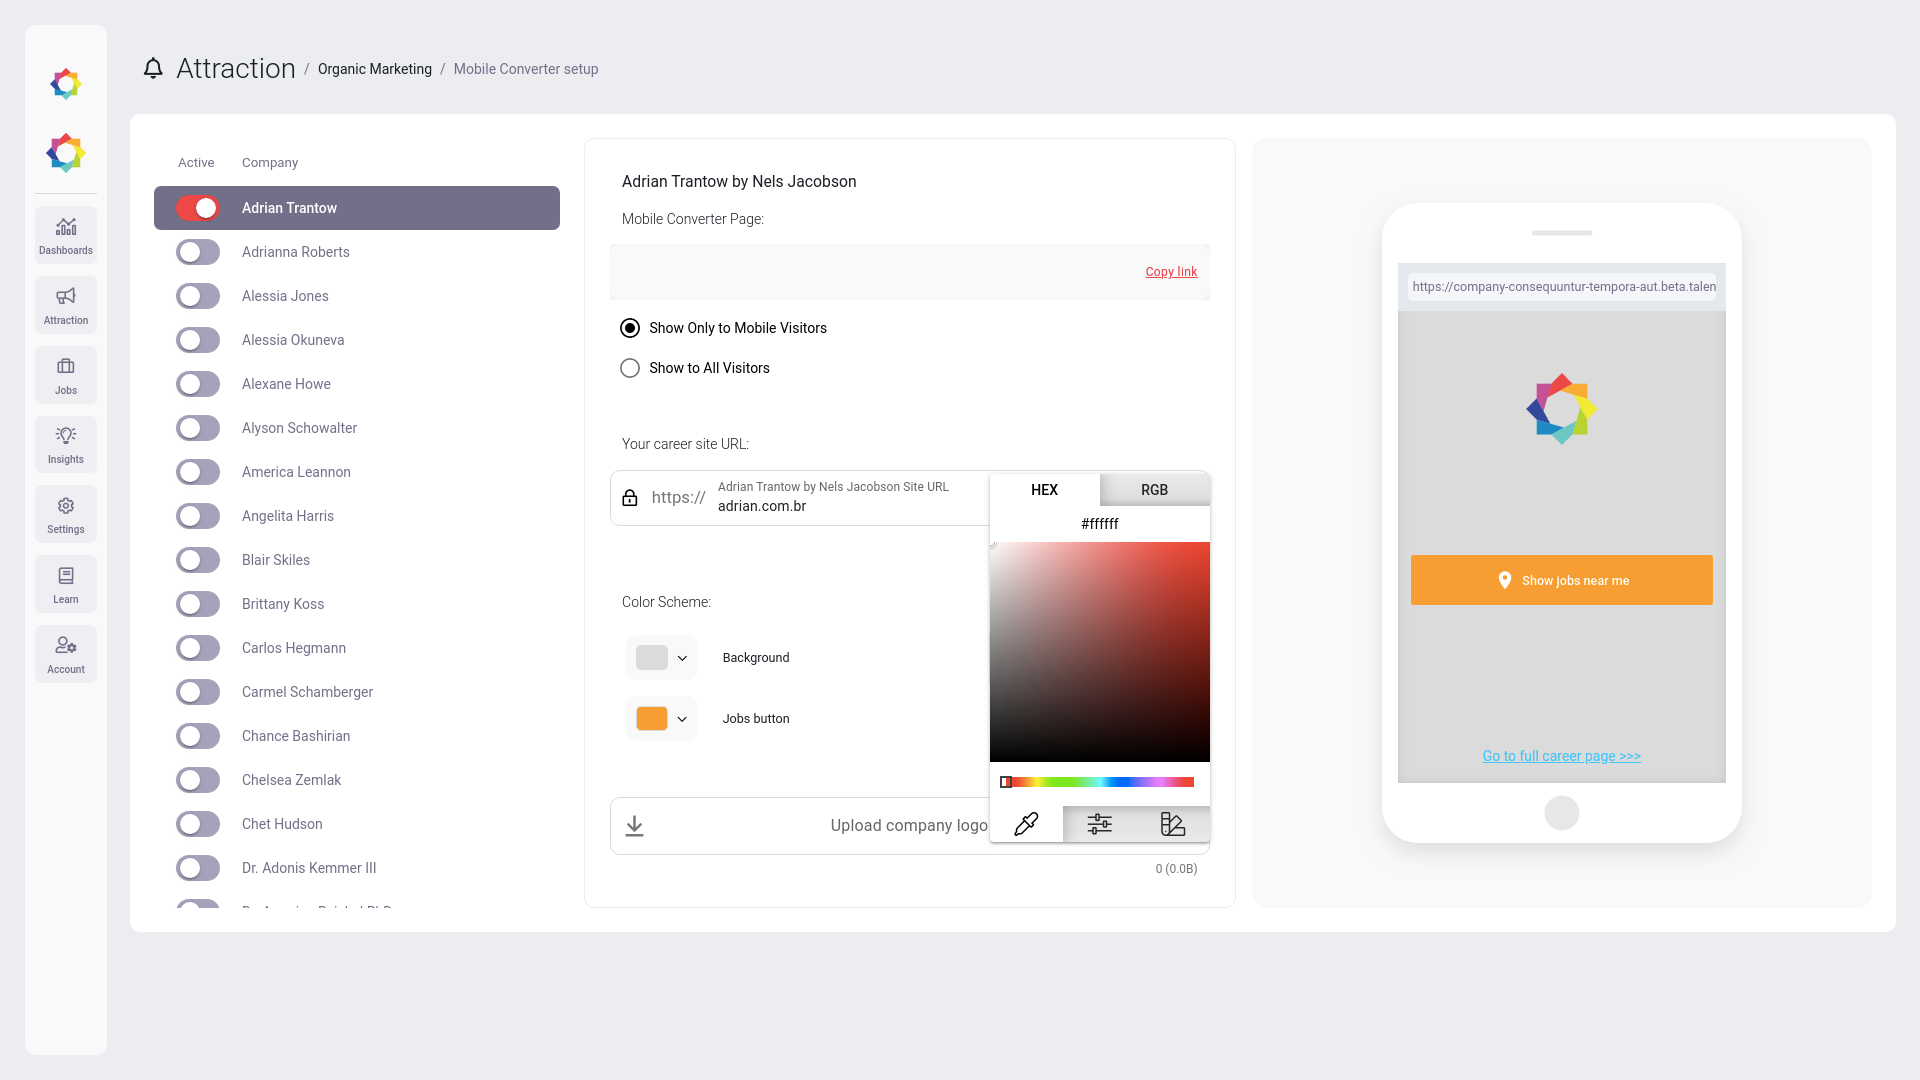 Attraction / Organic Marketing / Mobile Converter setup
Dashboards
Attraction
Jobs
Insights
Settings
Learn
Account
Active Company
Adrian Trantow
Adrianna Roberts
Alessia Jones
Alessia Okuneva
Alexane Howe
Alyson Schowalter
America Leannon
Angelita Harris
Blair Skiles
Brittany Koss
Carlos Hegmann
Carmel Schamberger
Chance Bashirian
Chelsea Zemlak
Chet Hudson
Dr. Adonis Kemmer III
Adrian Trantow by Nels Jacobson
Mobile Converter Page:
Copy link
Show Only to Mobile Visitors
Show to All Visitors
Your career site URL:
https://
Adrian Trantow by Nels Jacobson Site URL
adrian.com.br
Color Scheme:
Background
Jobs button
Upload company logo
0 (0.0B)
HEX RGB
#ffffff
https://company-consequuntur-tempora-aut.beta.talen
Show jobs near me
Go to full career page >>>